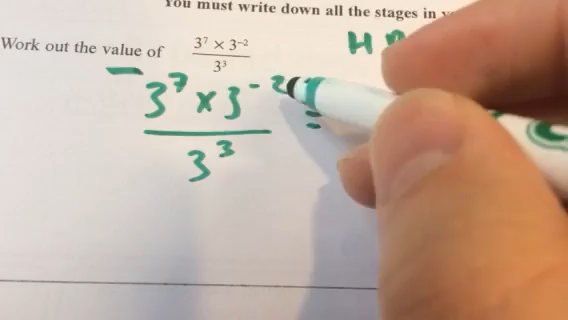 You must write down all the stages in
Work out the value of 3⁷ × 3⁻² / 3³
H
3⁷ × 3⁻²
3³